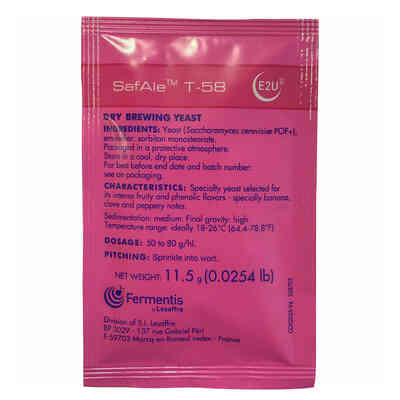 SafAle™ T-58
E2U
DRY BREWING YEAST
INGREDIENTS: Yeast (Saccharomyces cerevisiae POF+),
emulsifier: sorbitan monostearate.
Packaged in a protective atmosphere.
Store in a cool, dry place.
For best before end date and batch number:
see on packaging.
CHARACTERISTICS: Specialty yeast selected for
its intense fruity and phenolic flavors - specially banana,
clove and peppery notes.
Sedimentation: medium. Final gravity: high
Temperature range: ideally 18-26°C (64.4-78.8°F)
DOSAGE: 50 to 80 g/hl.
PITCHING: Sprinkle into wort.
NET WEIGHT: 11.5 g (0.0254 lb)
Fermentis
by Lesaffre
Division of S.I. Lesaffre
BP 3029 - 137 rue Gabriel Péri
F-59703 Marcq-en-Baroeul cedex - France